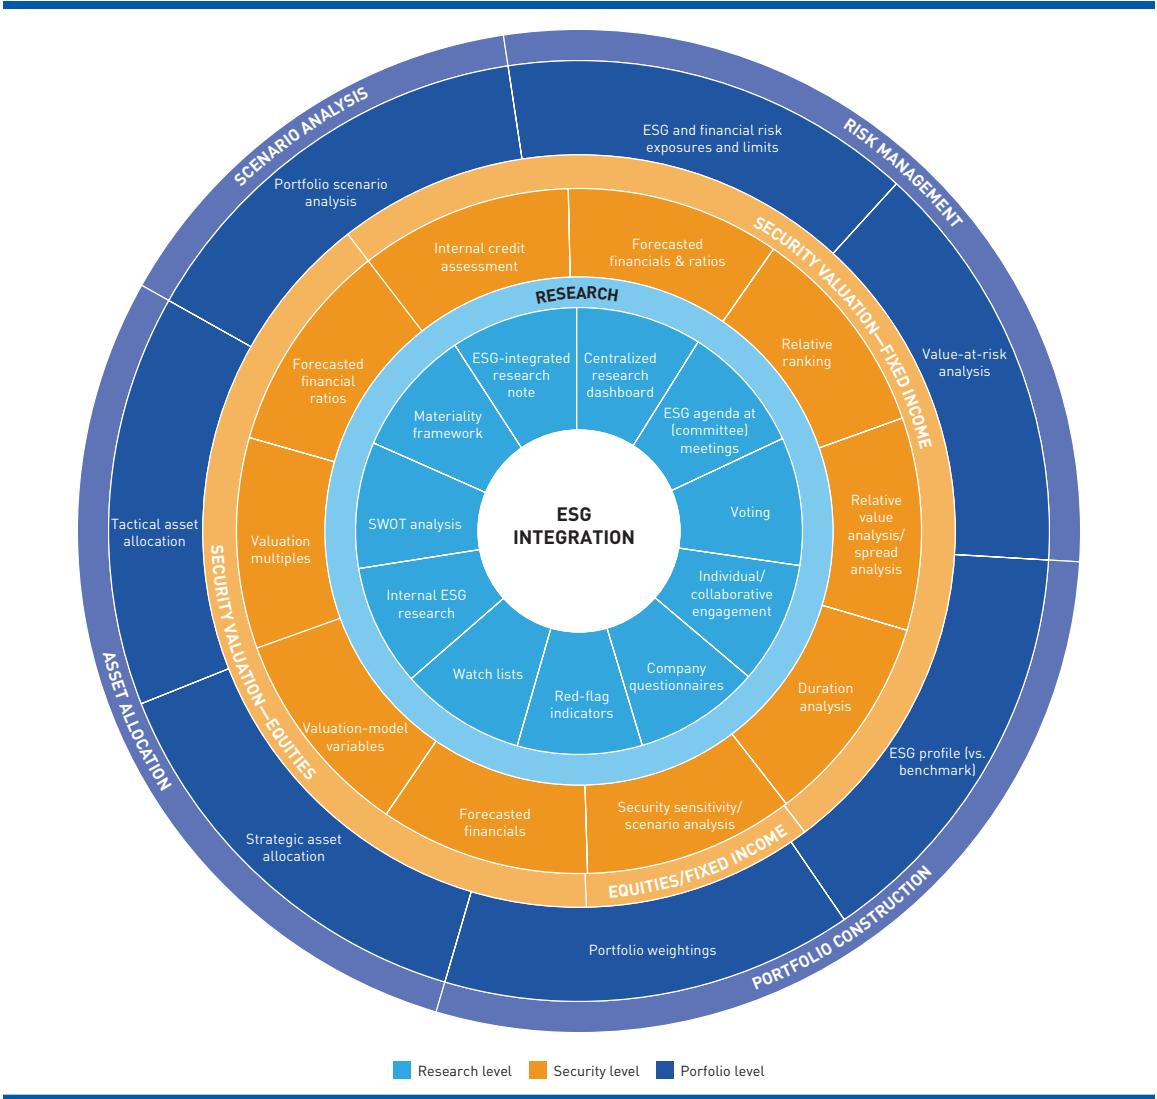 SCENARIO ANALYSIS
RISK MANAGEMENT
ASSET ALLOCATION
PORTFOLIO CONSTRUCTION
ESG and financial risk
exposures and limits
Portfolio scenario
analysis
Value-at-risk
analysis
Tactical asset
allocation
ESG profile (vs.
benchmark)
Strategic asset
allocation
Portfolio weightings
SECURITY VALUATION—FIXED INCOME
SECURITY VALUATION—EQUITIES
EQUITIES/FIXED INCOME
Internal credit
assessment
Forecasted
financials & ratios
Relative
ranking
Forecasted
financial
ratios
Relative
value
analysis/
spread
analysis
Valuation
multiples
Duration
analysis
Valuation-model
variables
Forecasted
financials
Security sensitivity/
scenario analysis
RESEARCH
ESG-integrated
research
note
Centralized
research
dashboard
Materiality
framework
ESG agenda at
(committee)
meetings
SWOT analysis
Voting
Internal ESG
research
Individual/
collaborative
engagement
Watch lists
Red-flag
indicators
Company
questionnaires
ESG
INTEGRATION
Research level
Security level
Porfolio level